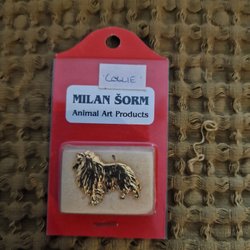 'COLLIE'
MILAN ŠORM
Animal Art Products